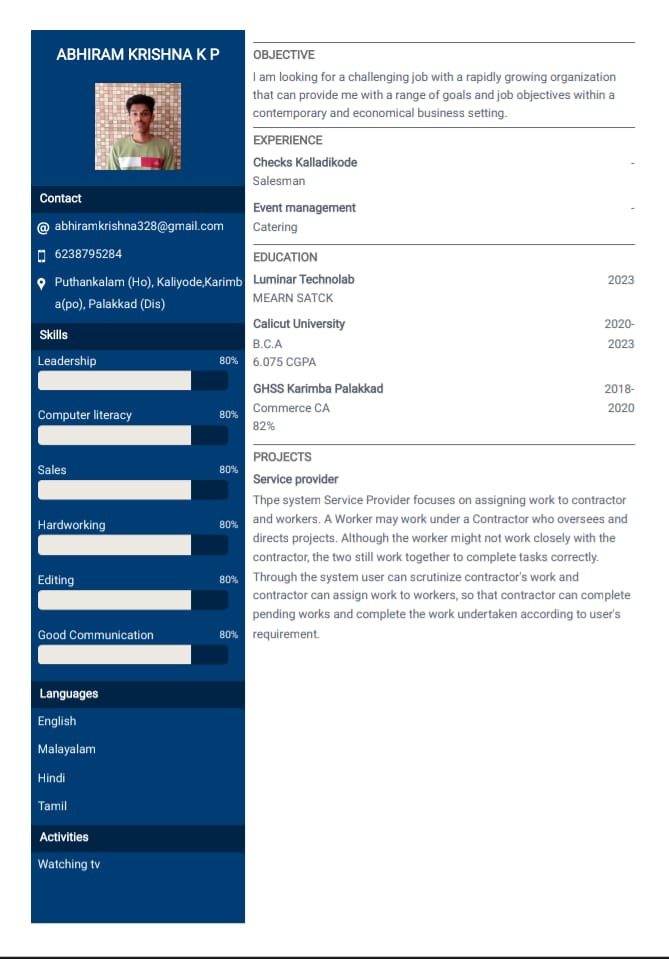 ABHIRAM KRISHNA K P
Contact
@ abhiramkrishna328@gmail.com
6238795284
Puthankalam (Ho), Kaliyode,Karimb
a(po), Palakkad (Dis)
Skills
Leadership 80%
Computer literacy 80%
Sales 80%
Hardworking 80%
Editing 80%
Good Communication 80%
Languages
English
Malayalam
Hindi
Tamil
Activities
Watching tv
OBJECTIVE
I am looking for a challenging job with a rapidly growing organization
that can provide me with a range of goals and job objectives within a
contemporary and economical business setting.
EXPERIENCE
Checks Kalladikode -
Salesman
Event management -
Catering
EDUCATION
Luminar Technolab 2023
MEARN SATCK
Calicut University 2020-
B.C.A 2023
6.075 CGPA
GHSS Karimba Palakkad 2018-
Commerce CA 2020
82%
PROJECTS
Service provider
Thpe system Service Provider focuses on assigning work to contractor
and workers. A Worker may work under a Contractor who oversees and
directs projects. Although the worker might not work closely with the
contractor, the two still work together to complete tasks correctly.
Through the system user can scrutinize contractor's work and
contractor can assign work to workers, so that contractor can complete
pending works and complete the work undertaken according to user's
requirement.